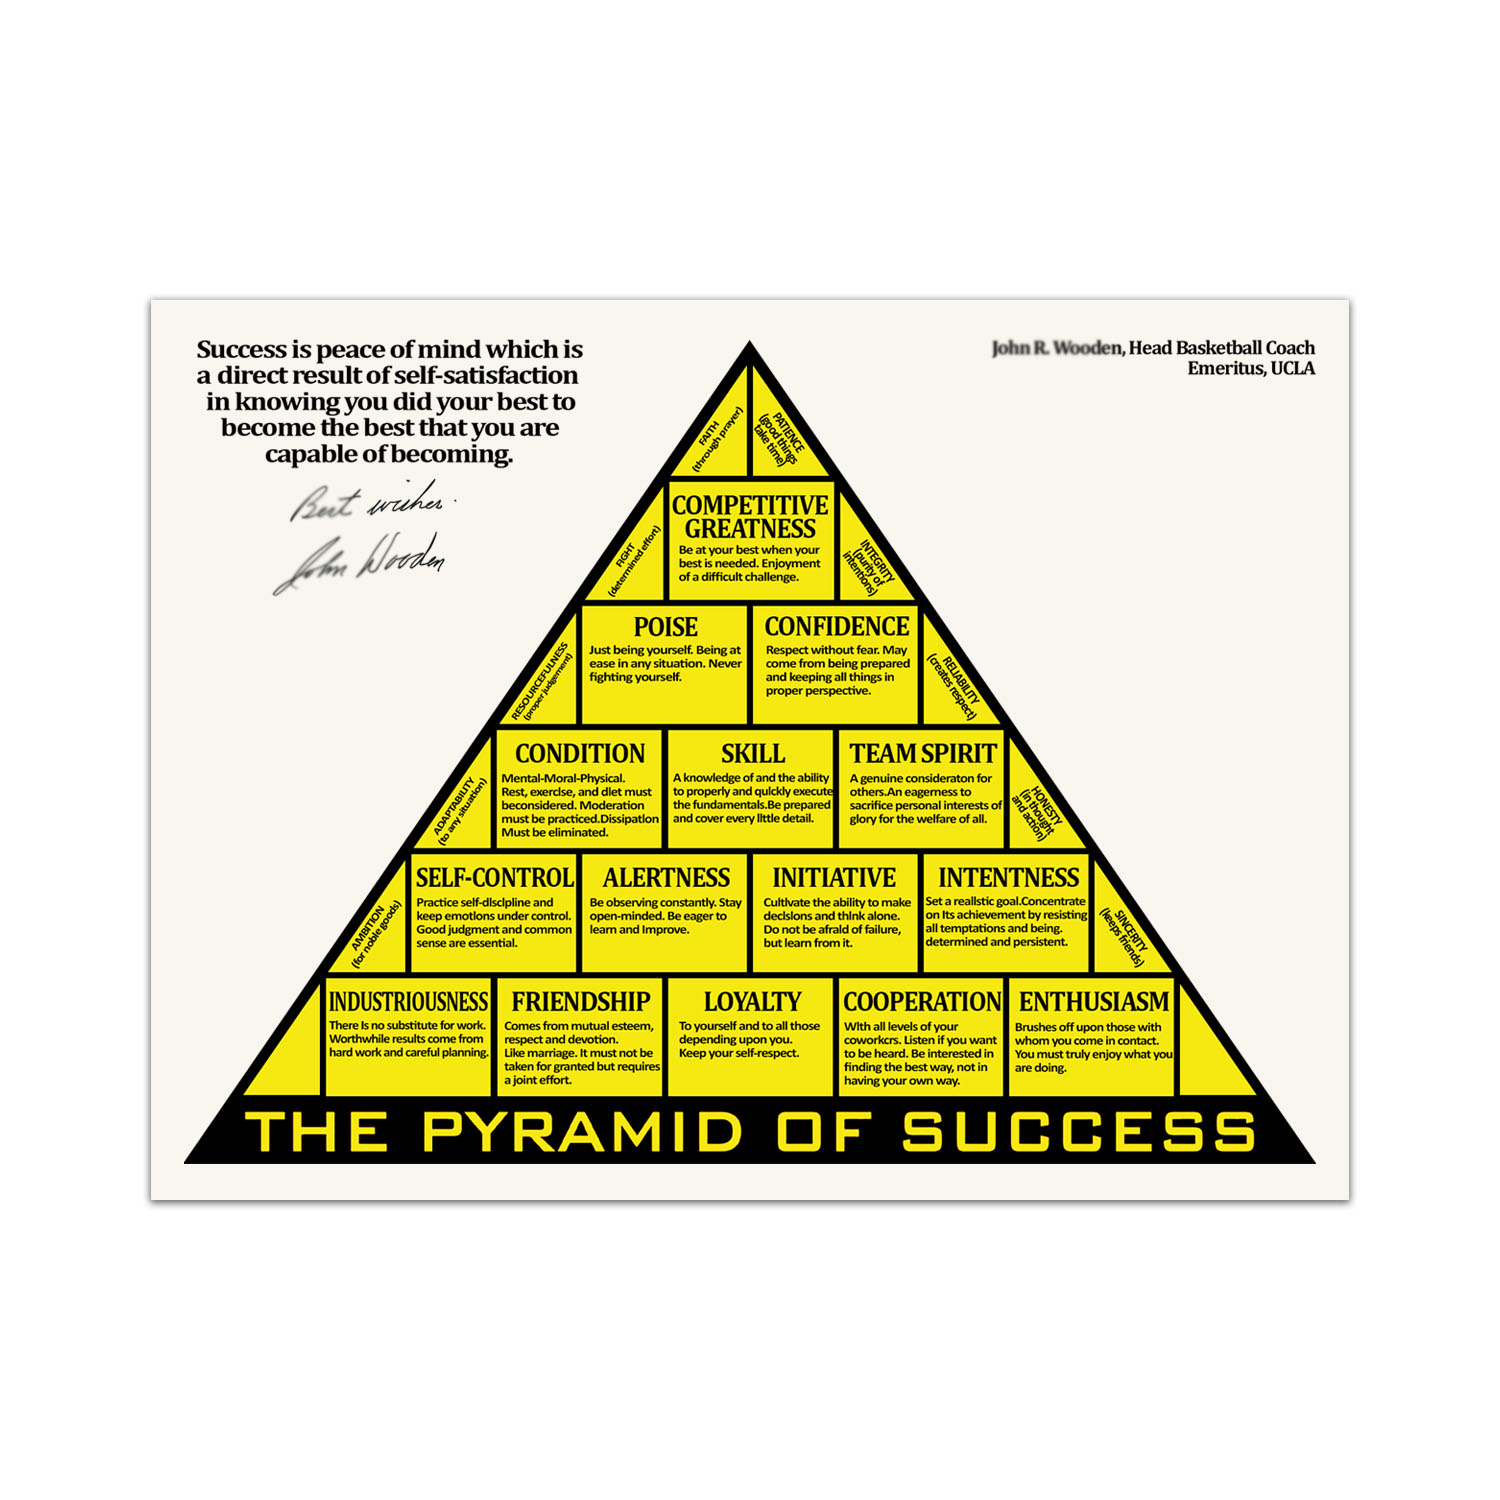 Success is peace of mind which is
a direct result of self-satisfaction
in knowing you did your best to
become the best that you are
capable of becoming.
Best wishes
John Wooden
John R. Wooden, Head Basketball Coach
Emeritus, UCLA
FAITH
(through prayer)
PATIENCE
(good things
take time)
FIGHT
(determined effort)
COMPETITIVE
GREATNESS
Be at your best when your
best is needed. Enjoyment
of a difficult challenge.
INTEGRITY
(purity of
intentions)
RESOURCEFULNESS
(proper judgement)
POISE
Just being yourself. Being at
ease in any situation. Never
fighting yourself.
CONFIDENCE
Respect without fear. May
come from being prepared
and keeping all things in
proper perspective.
RELIABILITY
(creates respect)
ADAPTABILITY
(to any situation)
CONDITION
Mental-Moral-Physical.
Rest, exerclse, and dlet must
beconsidered. Moderation
must be practiced.Dissipatlon
Must be eliminated.
SKILL
A knowledge of and the ability
to properly and qulckly execute
the fundamentals.Be prepared
and cover every llttle detail.
TEAM SPIRIT
A genuine consideraton for
others.An eagerness to
sacrifice personal interests of
glory for the welfare of all.
HONESTY
(in thought
and action)
AMBITION
(for noble goods)
SELF-CONTROL
Practice self-dlsclpline and
keep emotlons under control.
Good judgment and common
sense are essential.
ALERTNESS
Be observing constantly. Stay
open-minded. Be eager to
learn and Improve.
INITIATIVE
Cultlvate the ability to make
declslons and thlnk alone.
Do not be afrald of failure,
but learn from it.
INTENTNESS
Set a reallstic goal.Concentrate
on Its achievement by resisting
all temptations and being.
determined and persistent.
SINCERITY
(keeps friends)
INDUSTRIOUSNESS
There Is no substitute for work.
Worthwhile results come from
hard work and careful planning.
FRIENDSHIP
Comes from mutual esteem,
respect and devotion.
Like marriage. It must not be
taken for granted but requires
a joint effort.
LOYALTY
To yourself and to all those
depending upon you.
Keep your self-respect.
COOPERATION
WIth all levels of your
coworkcrs. Listen if you want
to be heard. Be interested in
finding the best way, not in
having your own way.
ENTHUSIASM
Brushes off upon those with
whom you come in contact.
You must truly enjoy what you
are doing.
THE PYRAMID OF SUCCESS